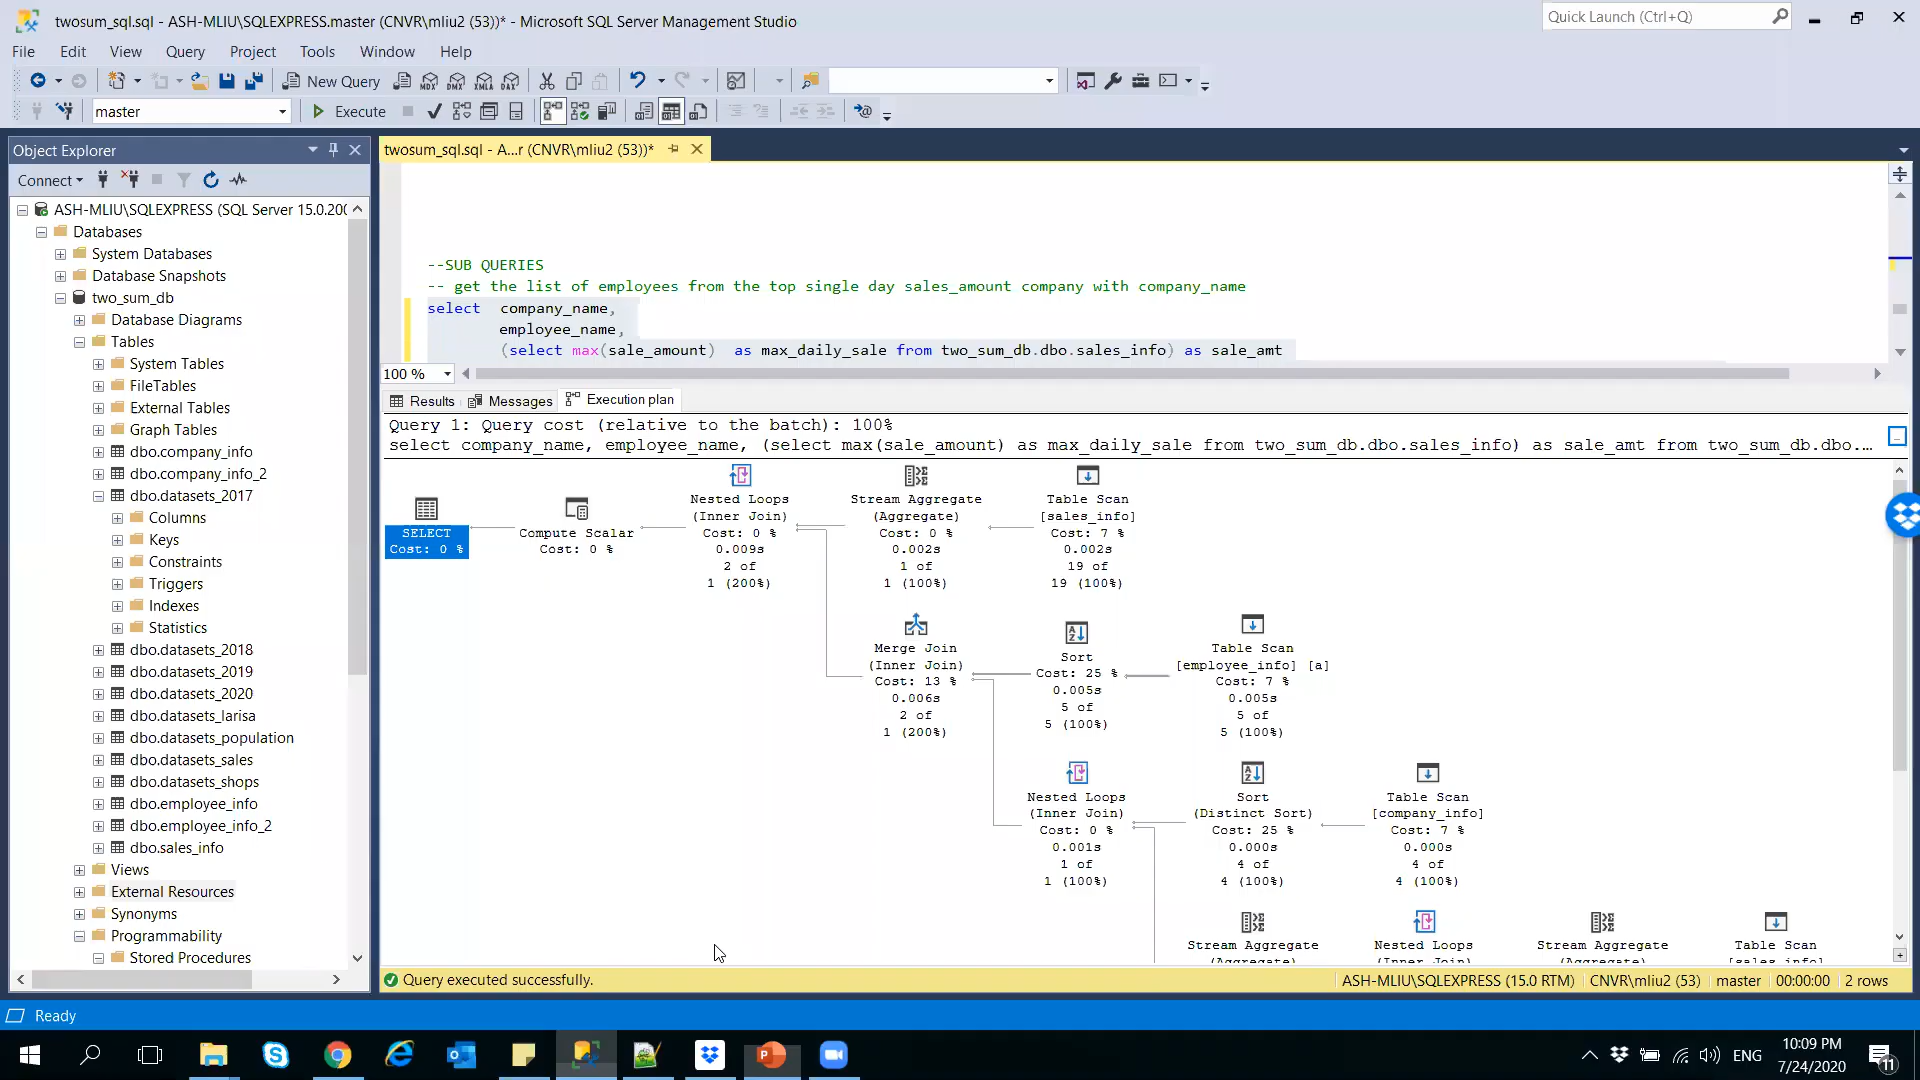 twosum_sql.sql - ASH-MLIU\SQLEXPRESS.master (CNVR\mliu2 (53))* - Microsoft SQL Server Management Studio
Quick Launch (Ctrl+Q)
File Edit View Query Project Tools Window Help
New Query
master
Execute
Object Explorer
Connect
ASH-MLIU\SQLEXPRESS (SQL Server 15.0.200
Databases
System Databases
Database Snapshots
two_sum_db
Database Diagrams
Tables
System Tables
FileTables
External Tables
Graph Tables
dbo.company_info
dbo.company_info_2
dbo.datasets_2017
Columns
Keys
Constraints
Triggers
Indexes
Statistics
dbo.datasets_2018
dbo.datasets_2019
dbo.datasets_2020
dbo.datasets_larisa
dbo.datasets_population
dbo.datasets_sales
dbo.datasets_shops
dbo.employee_info
dbo.employee_info_2
dbo.sales_info
Views
External Resources
Synonyms
Programmability
Stored Procedures
twosum_sql.sql - A...r (CNVR\mliu2 (53))*
--SUB QUERIES
-- get the list of employees from the top single day sales_amount company with company_name
select company_name,
employee_name,
(select max(sale_amount) as max_daily_sale from two_sum_db.dbo.sales_info) as sale_amt
100 %
Results Messages Execution plan
Query 1: Query cost (relative to the batch): 100%
select company_name, employee_name, (select max(sale_amount) as max_daily_sale from two_sum_db.dbo.sales_info) as sale_amt from two_sum_db.dbo....
SELECT
Cost: 0 %
Compute Scalar
Cost: 0 %
Nested Loops
(Inner Join)
Cost: 0 %
0.009s
2 of
1 (200%)
Stream Aggregate
(Aggregate)
Cost: 0 %
0.002s
1 of
1 (100%)
Table Scan
[sales_info]
Cost: 7 %
0.002s
19 of
19 (100%)
Merge Join
(Inner Join)
Cost: 13 %
0.006s
2 of
1 (200%)
Sort
Cost: 25 %
0.005s
5 of
5 (100%)
Table Scan
[employee_info] [a]
Cost: 7 %
0.005s
5 of
5 (100%)
Nested Loops
(Inner Join)
Cost: 0 %
0.001s
1 of
1 (100%)
Sort
(Distinct Sort)
Cost: 25 %
0.000s
4 of
4 (100%)
Table Scan
[company_info]
Cost: 7 %
0.000s
4 of
4 (100%)
Stream Aggregate
(Aggregate)
Nested Loops
(Inner Join)
Stream Aggregate
(Aggregate)
Table Scan
[sales_info]
Query executed successfully.
ASH-MLIU\SQLEXPRESS (15.0 RTM) CNVR\mliu2 (53) master 00:00:00 2 rows
Ready
ENG
10:09 PM
7/24/2020
11